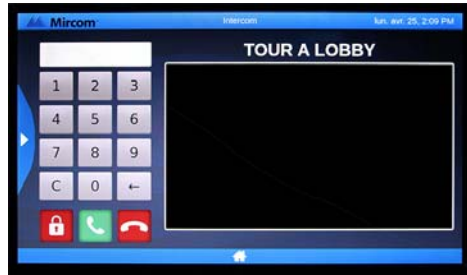 Mircom Intercom lun. avr. 25, 2:09 PM
TOUR A LOBBY
1 2 3
4 5 6
7 8 9
C 0 ←